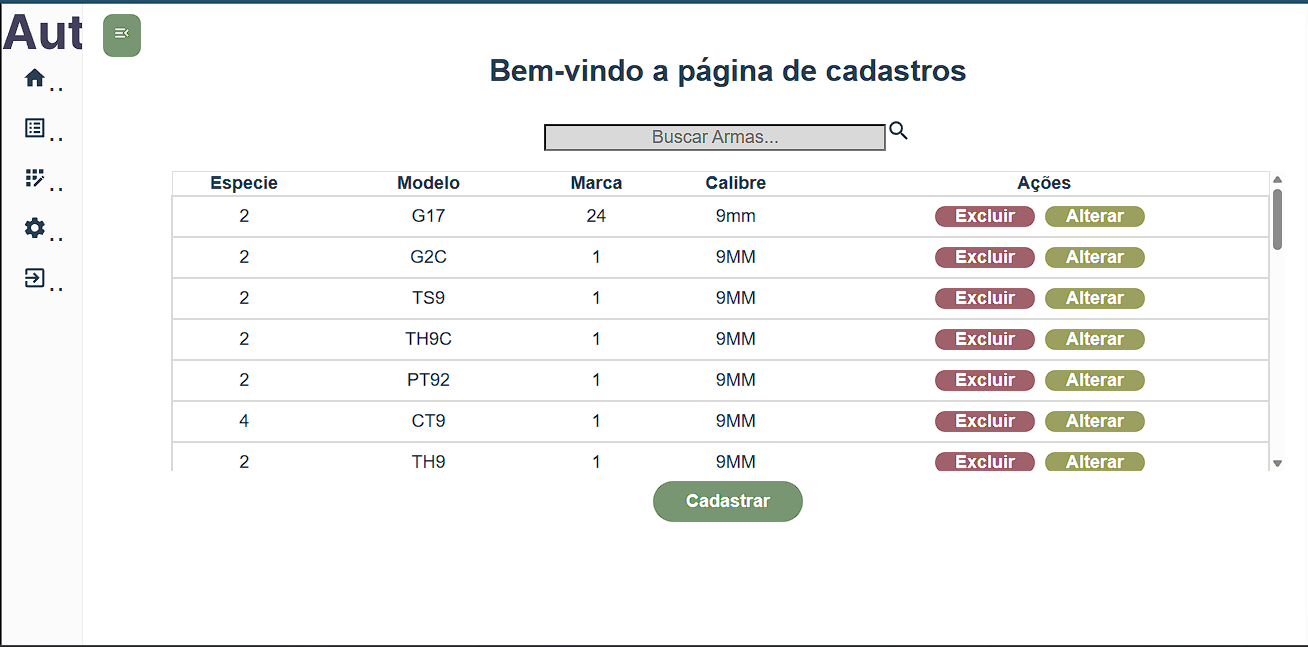 Aut
..
..
..
..
..
Bem-vindo a página de cadastros
Buscar Armas...
Especie Modelo Marca Calibre Ações
2 G17 24 9mm Excluir Alterar
2 G2C 1 9MM Excluir Alterar
2 TS9 1 9MM Excluir Alterar
2 TH9C 1 9MM Excluir Alterar
2 PT92 1 9MM Excluir Alterar
4 CT9 1 9MM Excluir Alterar
2 TH9 1 9MM Excluir Alterar
Cadastrar